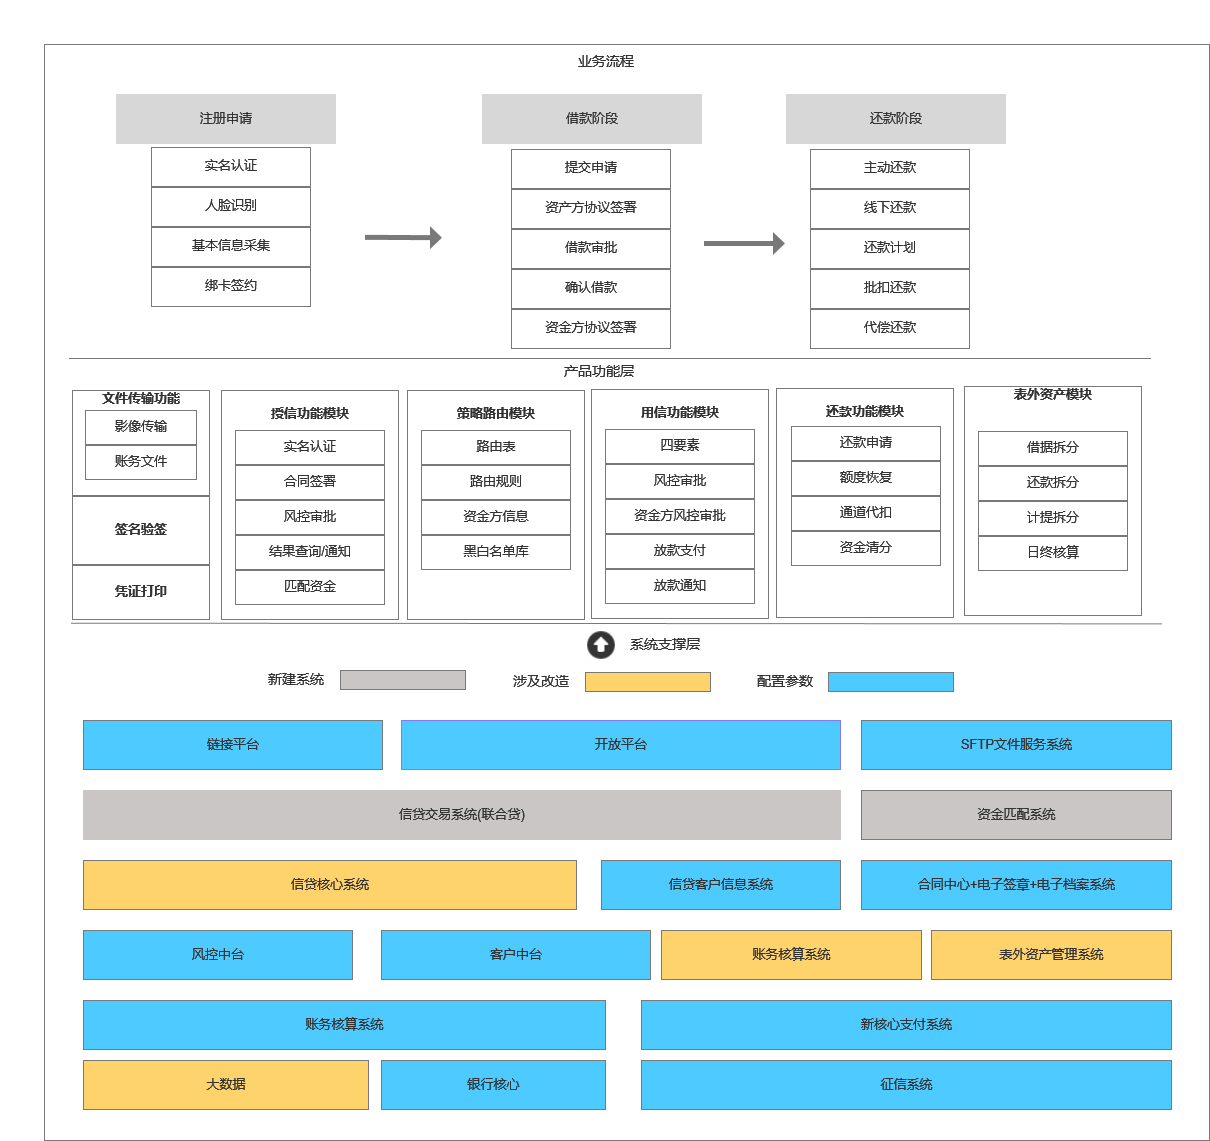 业务流程
注册申请
实名认证
人脸识别
基本信息采集
绑卡签约
借款阶段
提交申请
资产方协议签署
借款审批
确认借款
资金方协议签署
还款阶段
主动还款
线下还款
还款计划
批扣还款
代偿还款
产品功能层
文件传输功能
影像传输
账务文件
签名验签
凭证打印
授信功能模块
实名认证
合同签署
风控审批
结果查询/通知
匹配资金
策略路由模块
路由表
路由规则
资金方信息
黑白名单库
用信功能模块
四要素
风控审批
资金方风控审批
放款支付
放款通知
还款功能模块
还款申请
额度恢复
通道代扣
资金清分
表外资产模块
借据拆分
还款拆分
计提拆分
日终核算
系统支撑层
新建系统
涉及改造
配置参数
链接平台
开放平台
SFTP文件服务系统
信贷交易系统(联合贷)
资金匹配系统
信贷核心系统
信贷客户信息系统
合同中心+电子签章+电子档案系统
风控中台
客户中台
账务核算系统
表外资产管理系统
账务核算系统
新核心支付系统
大数据
银行核心
征信系统